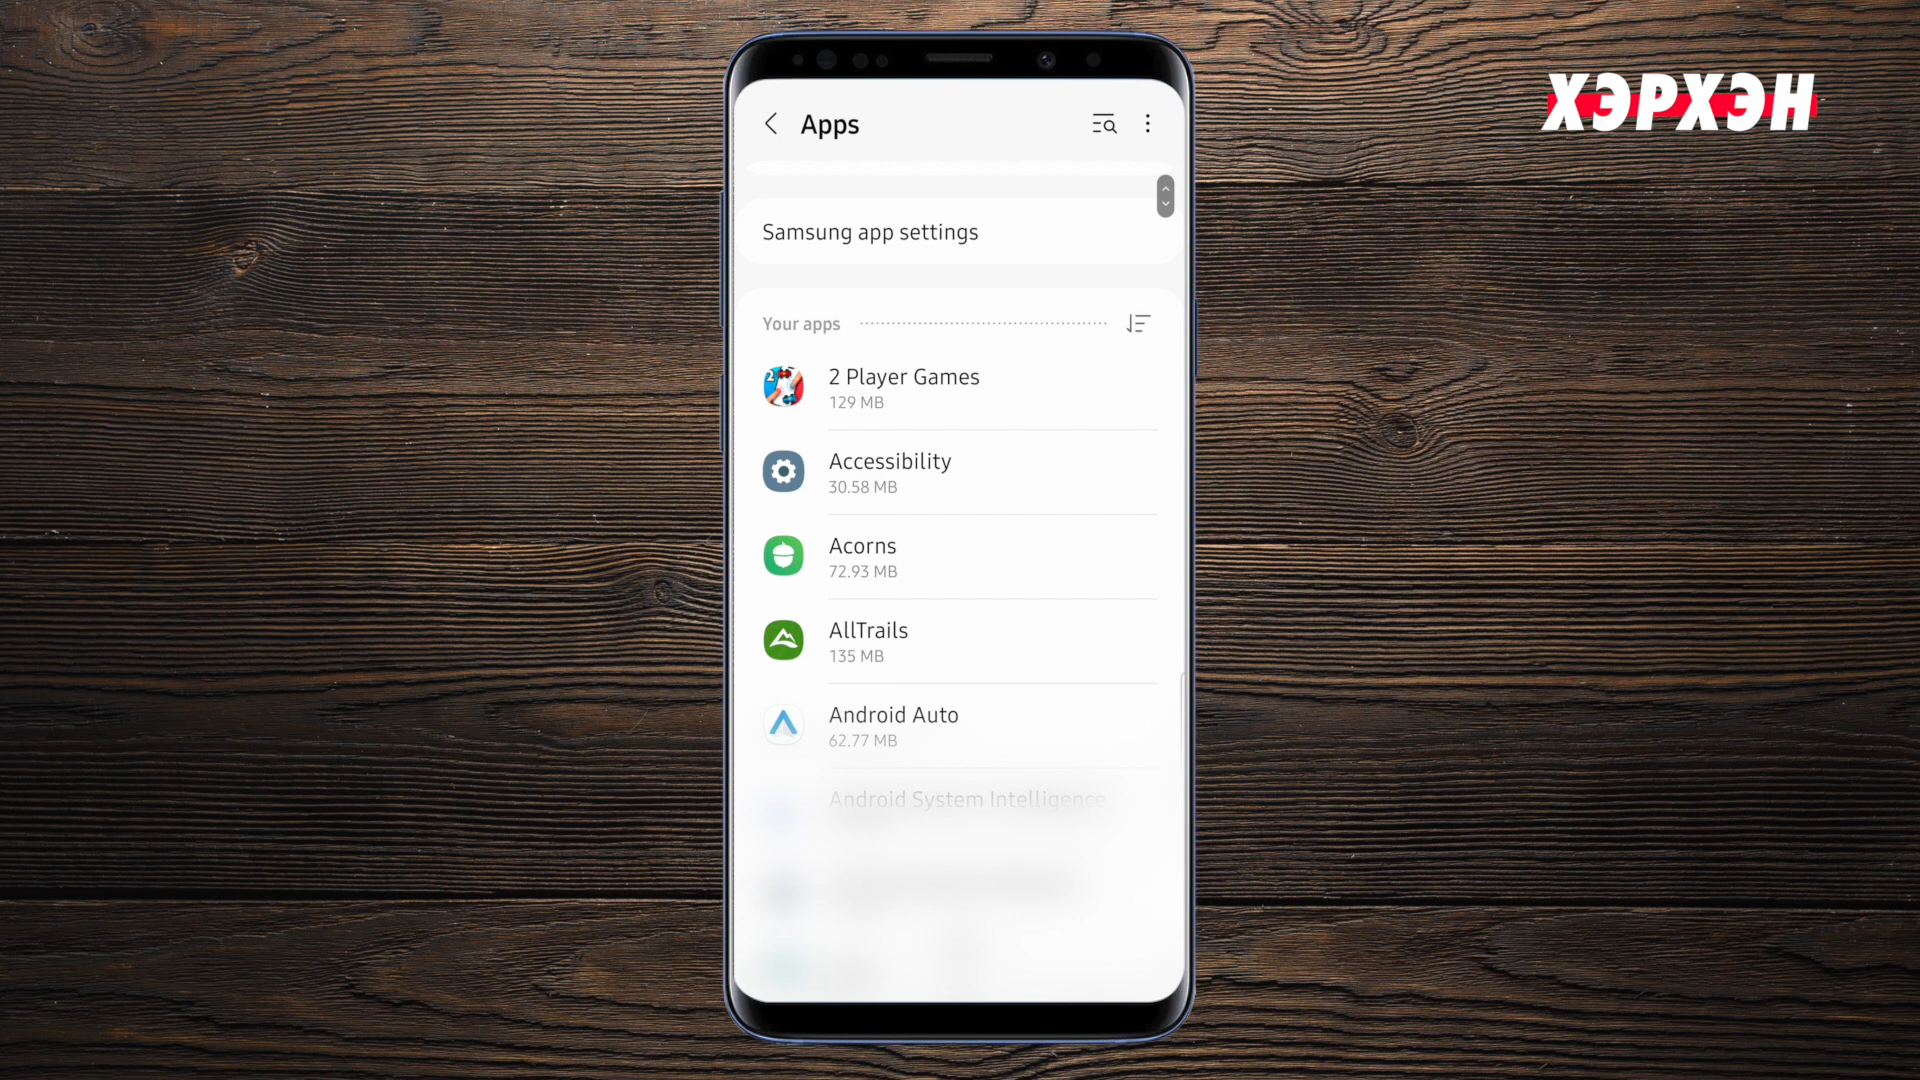 ХЭРХЭН
Apps
Samsung app settings
Your apps
2 Player Games
129 MB
Accessibility
30.58 MB
Acorns
72.93 MB
AllTrails
135 MB
Android Auto
62.77 MB
Android System Intelligence